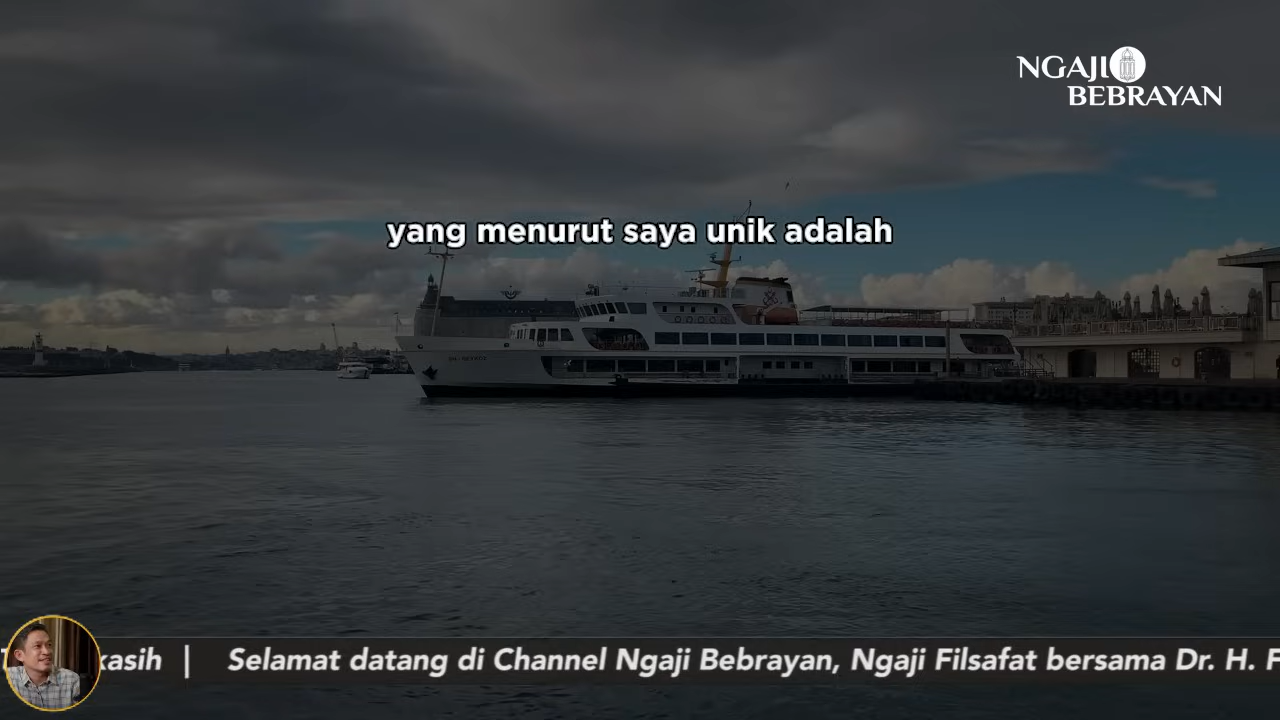 NGAJI
BEBRAYAN
yang menurut saya unik adalah
kasih | Selamat datang di Channel Ngaji Bebrayan, Ngaji Filsafat bersama Dr. H. F